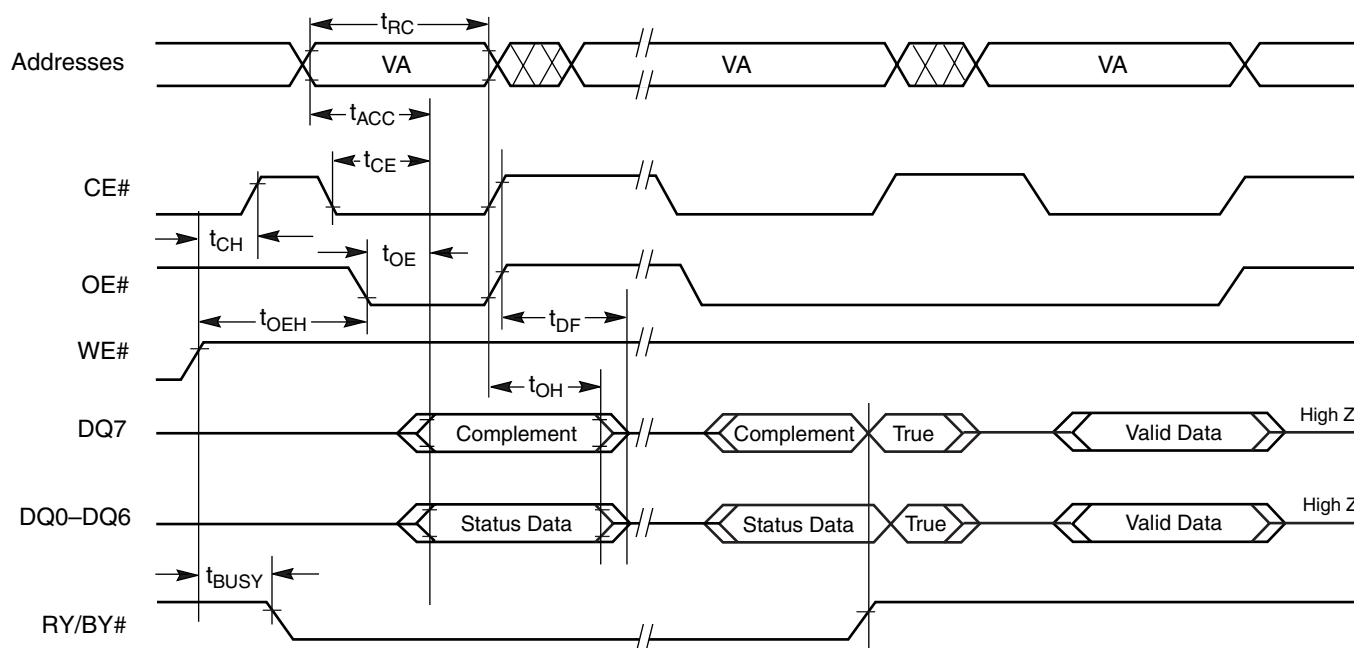 tRC
Addresses VA VA VA
tACC
tCE
CE#
tCH
tOE
OE#
tOEH tDF
WE#
tOH
DQ7 Complement Complement True Valid Data High Z
DQ0–DQ6 Status Data Status Data True Valid Data High Z
tBUSY
RY/BY#